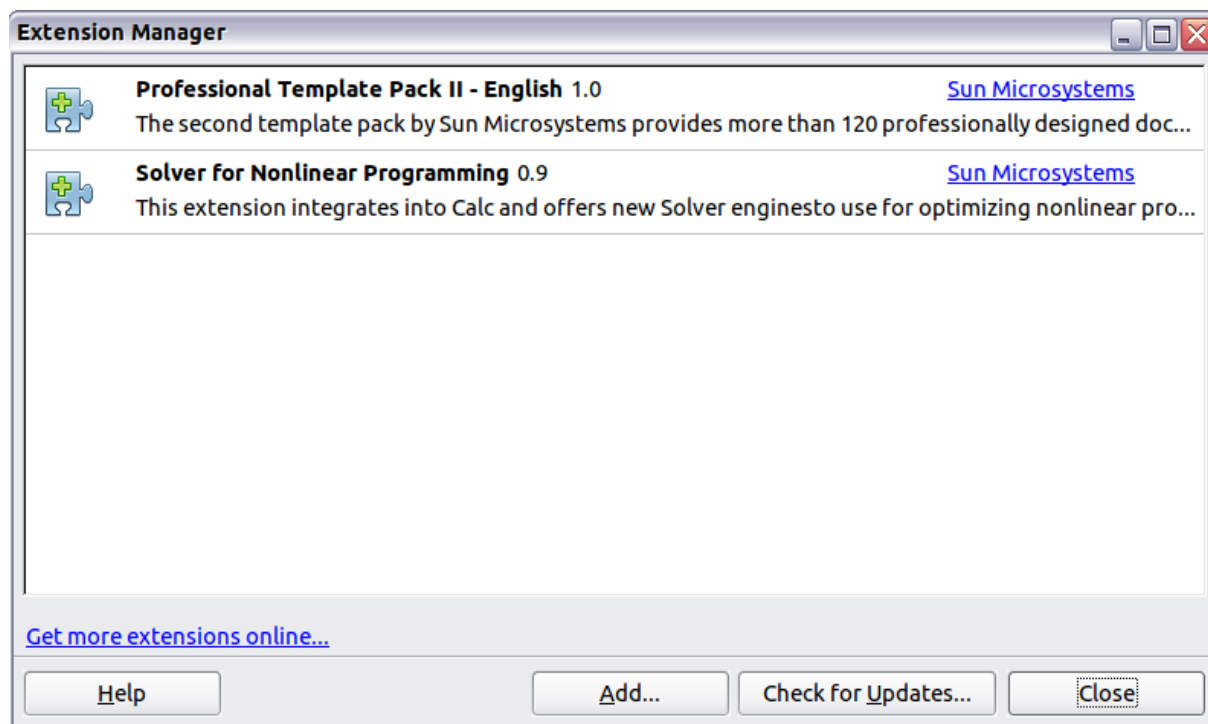 Extension Manager
Professional Template Pack II - English 1.0 Sun Microsystems
The second template pack by Sun Microsystems provides more than 120 professionally designed doc...
Solver for Nonlinear Programming 0.9 Sun Microsystems
This extension integrates into Calc and offers new Solver enginesto use for optimizing nonlinear pro...
Get more extensions online...
Help Add... Check for Updates... Close